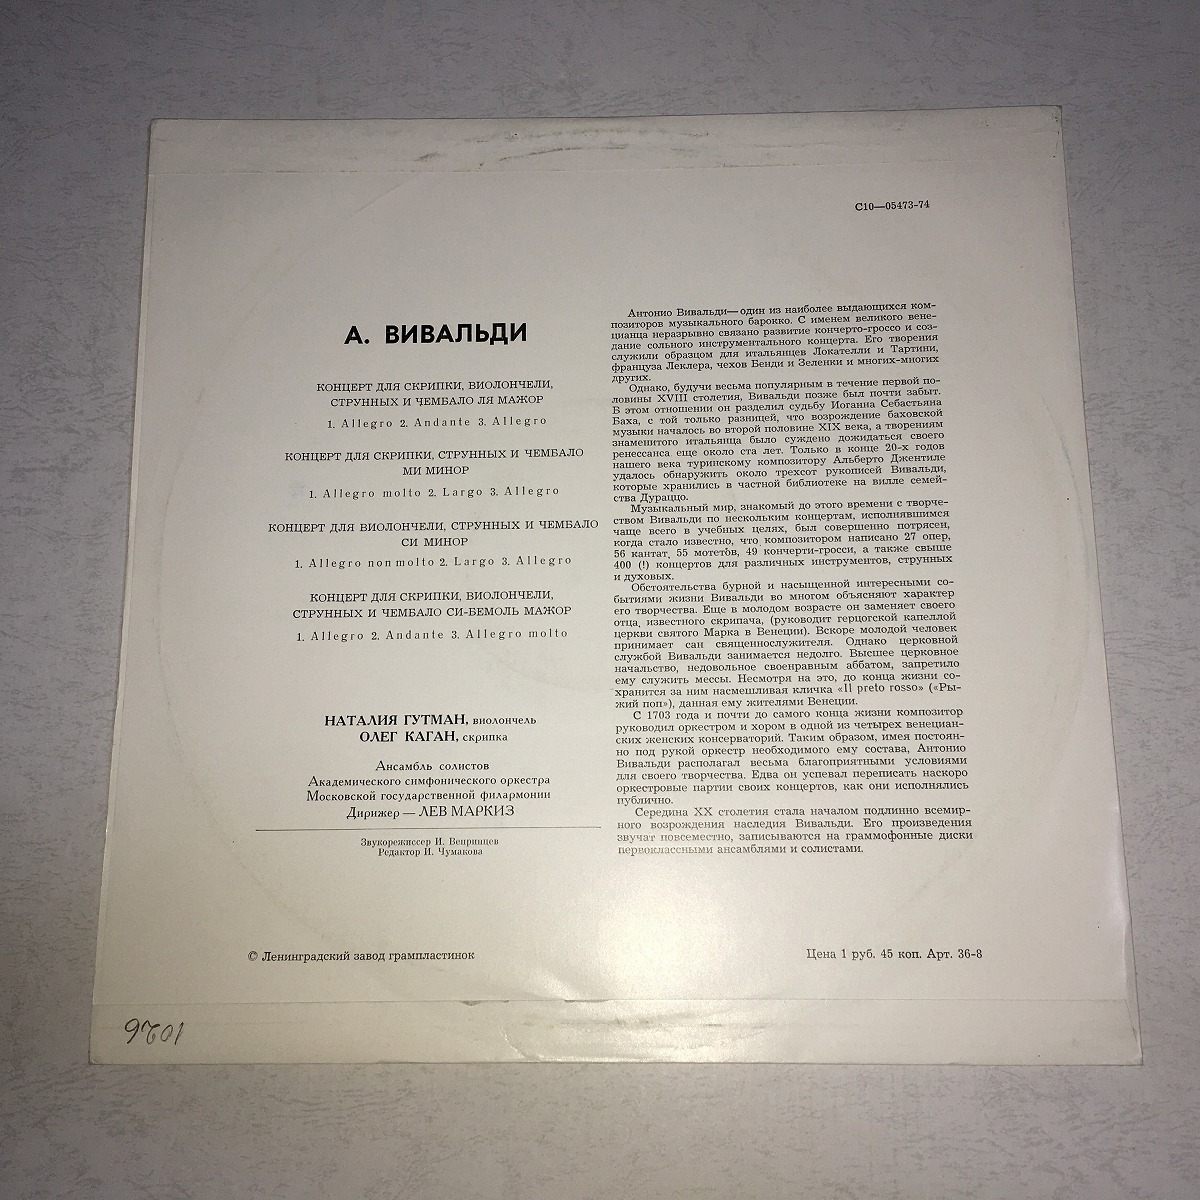 С10—05473-74
А. ВИВАЛЬДИ
КОНЦЕРТ ДЛЯ СКРИПКИ, ВИОЛОНЧЕЛИ,
СТРУННЫХ И ЧЕМБАЛО ЛЯ МАЖОР
1. Allegro 2. Andante 3. Allegro
КОНЦЕРТ ДЛЯ СКРИПКИ, СТРУННЫХ И ЧЕМБАЛО
МИ МИНОР
1. Allegro molto 2. Largo 3. Allegro
КОНЦЕРТ ДЛЯ ВИОЛОНЧЕЛИ, СТРУННЫХ И ЧЕМБАЛО
СИ МИНОР
1. Allegro non molto 2. Largo 3. Allegro
КОНЦЕРТ ДЛЯ СКРИПКИ, ВИОЛОНЧЕЛИ,
СТРУННЫХ И ЧЕМБАЛО СИ-БЕМОЛЬ МАЖОР
1. Allegro 2. Andante 3. Allegro molto
НАТАЛИЯ ГУТМАН, виолончель
ОЛЕГ КАГАН, скрипка
Ансамбль солистов
Академического симфонического оркестра
Московской государственной филармонии
Дирижер — ЛЕВ МАРКИЗ
Звукорежиссер И. Вепринцев
Редактор И. Чумакова
Антонио Вивальди—один из наиболее выдающихся ком-
позиторов музыкального барокко. С именем великого вене-
цианца неразрывно связано развитие кончерто-гроссо и соз-
дание сольного инструментального концерта. Его творения
служили образцом для итальянцев Локателли и Тартини,
француза Леклера, чехов Бенди и Зеленки и многих-многих
других.
Однако, будучи весьма популярным в течение первой по-
ловины XVIII столетия, Вивальди позже был почти забыт.
В этом отношении он разделил судьбу Иоганна Себастьяна
Баха, с той только разницей, что возрождение баховской
музыки началось во второй половине XIX века, а творениям
знаменитого итальянца было суждено дожидаться своего
ренессанса еще около ста лет. Только в конце 20-х годов
нашего века туринскому композитору Альберто Джентиле
удалось обнаружить около трехсот рукописей Вивальди,
которые хранились в частной библиотеке на вилле семей-
ства Дураццо.
Музыкальный мир, знакомый до этого времени с творче-
ством Вивальди по нескольким концертам, исполнявшимся
чаще всего в учебных целях, был совершенно потрясен,
когда стало известно, что композитором написано 27 опер,
56 кантат, 55 мотетов, 49 кончерти-гросси, а также свыше
400 (!) концертов для различных инструментов, струнных
и духовых.
Обстоятельства бурной и насыщенной интересными со-
бытиями жизни Вивальди во многом объясняют характер
его творчества. Еще в молодом возрасте он заменяет своего
отца, известного скрипача, (руководит герцогской капеллой
церкви святого Марка в Венеции). Вскоре молодой человек
принимает сан священнослужителя. Однако церковной
службой Вивальди занимается недолго. Высшее церковное
начальство, недовольное своенравным аббатом, запретило
ему служить мессы. Несмотря на это, до конца жизни со-
хранится за ним насмешливая кличка «Il preto rosso» («Ры-
жий поп»), данная ему жителями Венеции.
С 1703 года и почти до самого конца жизни композитор
руководил оркестром и хором в одной из четырех венециан-
ских женских консерваторий. Таким образом, имея постоян-
но под рукой оркестр необходимого ему состава, Антонио
Вивальди располагал весьма благоприятными условиями
для своего творчества. Едва он успевал переписать наскоро
оркестровые партии своих концертов, как они исполнялись
публично.
Середина XX столетия стала началом подлинно всемир-
ного возрождения наследия Вивальди. Его произведения
звучат повсеместно, записываются на граммофонные диски
первоклассными ансамблями и солистами.
© Ленинградский завод грампластинок
Цена 1 руб. 45 коп. Арт. 36-8
1026